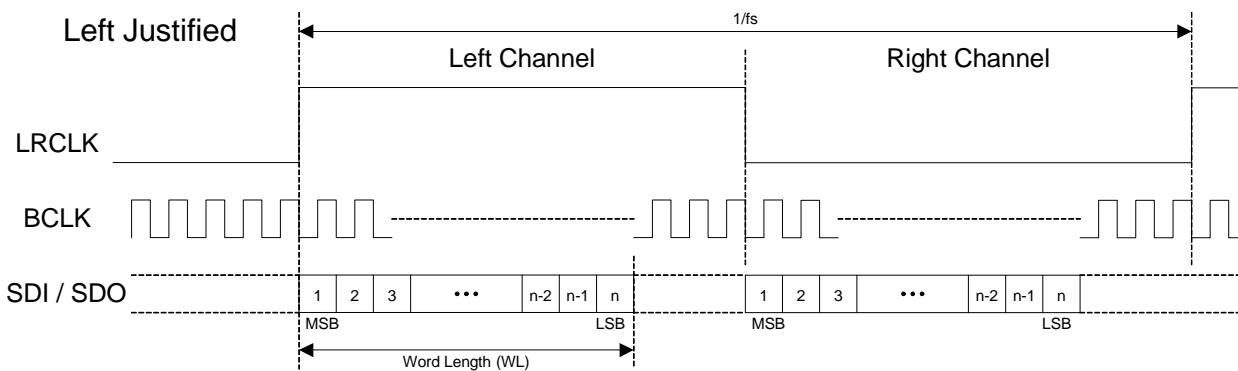 1/fs
Left Justified
Left Channel Right Channel
LRCLK
BCLK
SDI / SDO 1 2 3 ••• n-2 n-1 n 1 2 3 ••• n-2 n-1 n
MSB LSB MSB LSB
Word Length (WL)